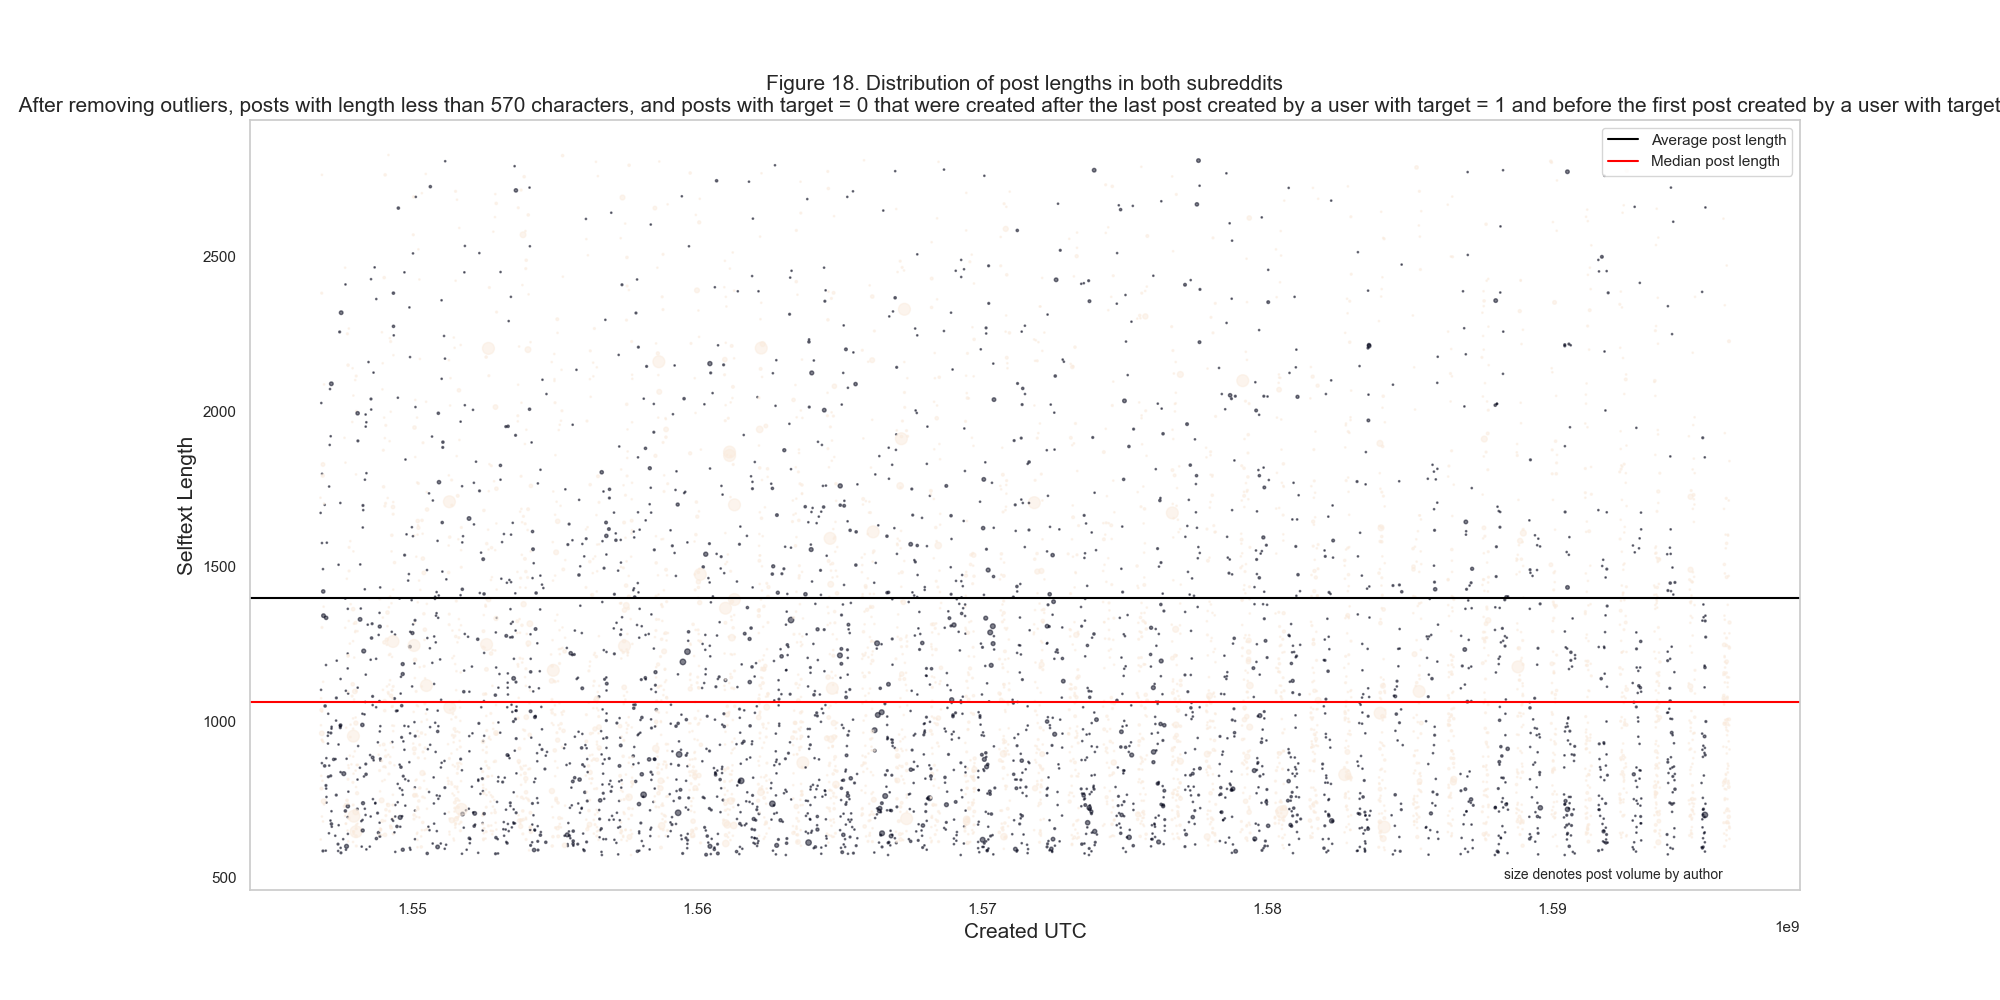 Figure 18. Distribution of post lengths in both subreddits
After removing outliers, posts with length less than 570 characters, and posts with target = 0 that were created after the last post created by a user with target = 1 and before the first post created by a user with target
Average post length
Median post length
2500
2000
1500
1000
500
Selftext Length
size denotes post volume by author
1.55
1.56
1.57
1.58
1.59
1e9
Created UTC